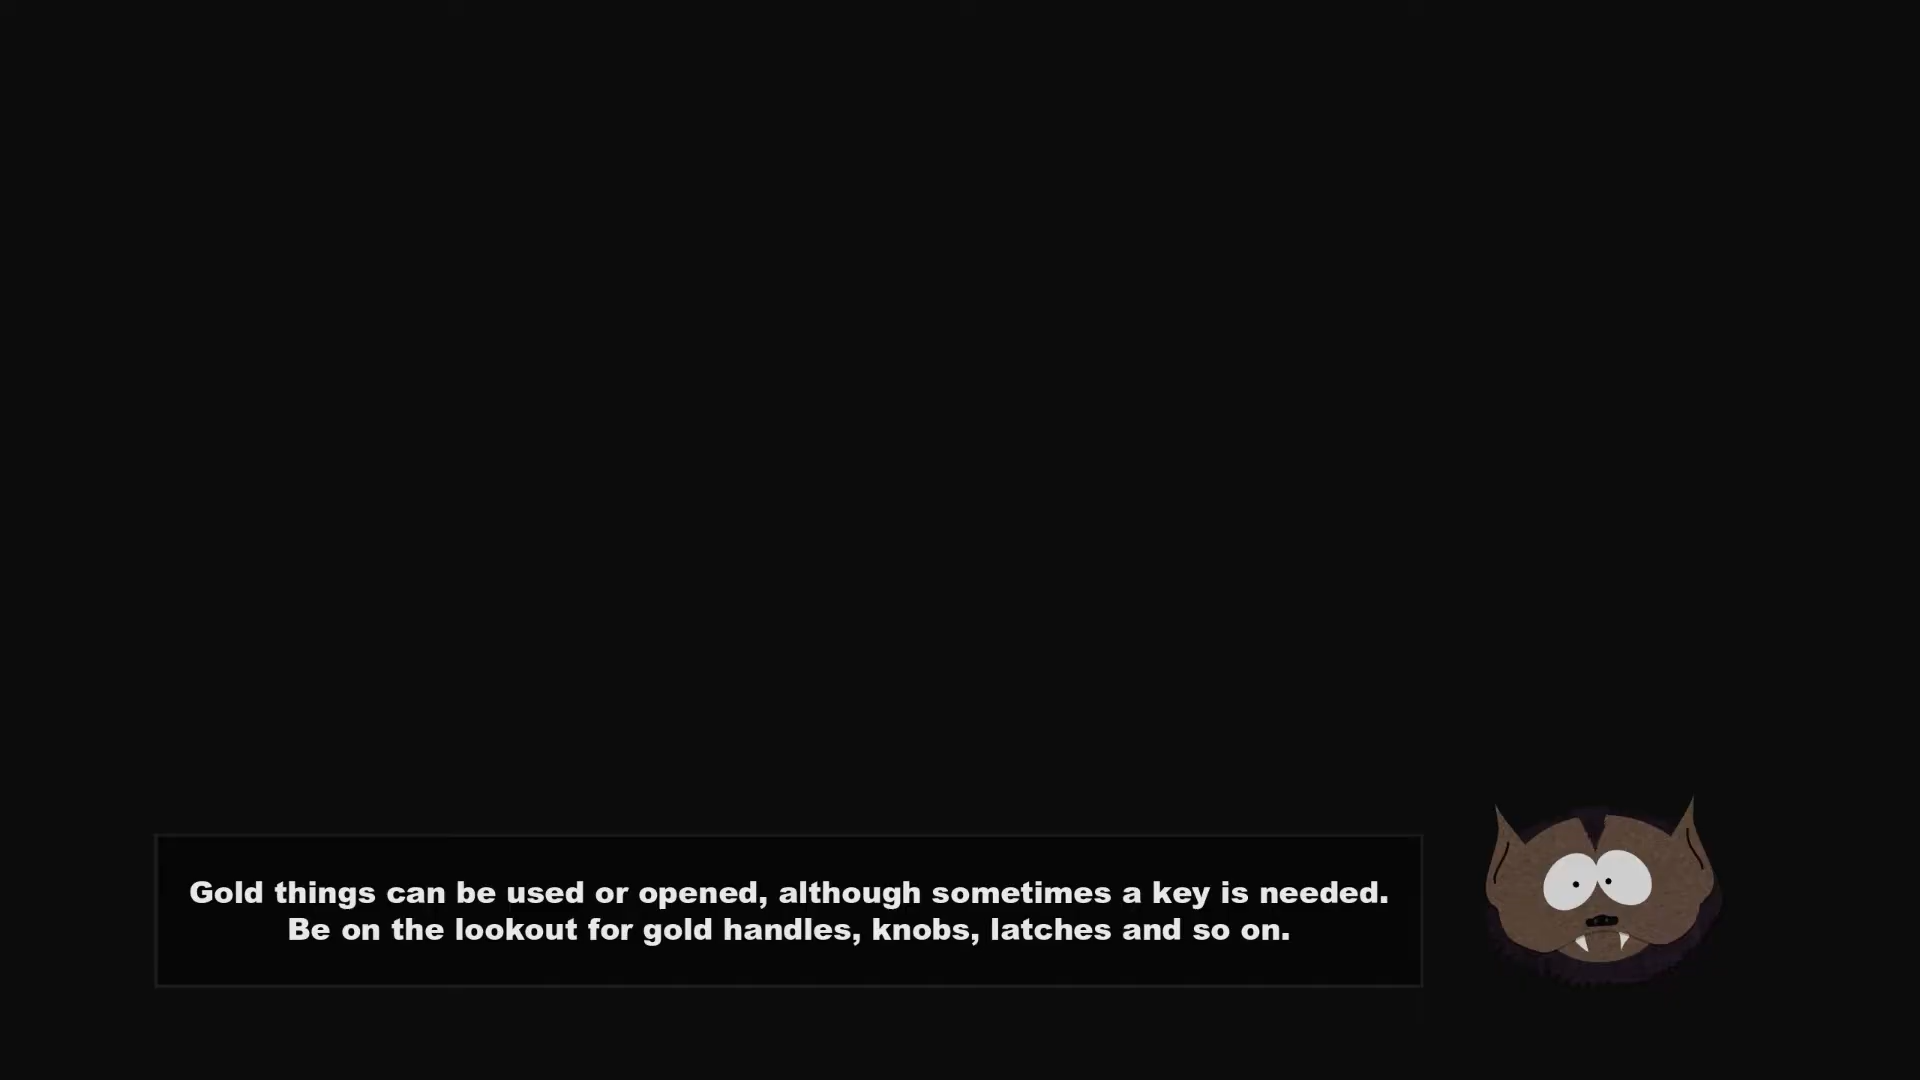 Gold things can be used or opened, although sometimes a key is needed.
Be on the lookout for gold handles, knobs, latches and so on.